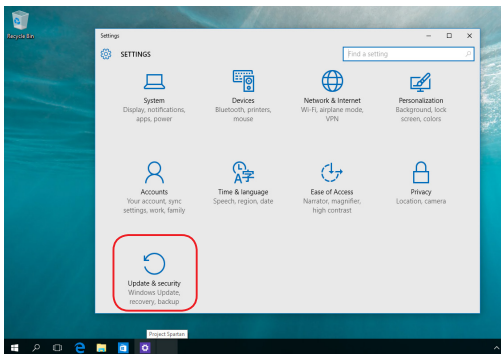 Recycle Bin
Settings
SETTINGS
Find a setting
System
Display, notifications,
apps, power
Devices
Bluetooth, printers,
mouse
Network & Internet
Wi-Fi, airplane mode,
VPN
Personalization
Background, lock
screen, colors
Accounts
Your account, sync
settings, work, family
Time & language
Speech, region, date
Ease of Access
Narrator, magnifier,
high contrast
Privacy
Location, camera
Update & security
Windows Update,
recovery, backup
Project Spartan